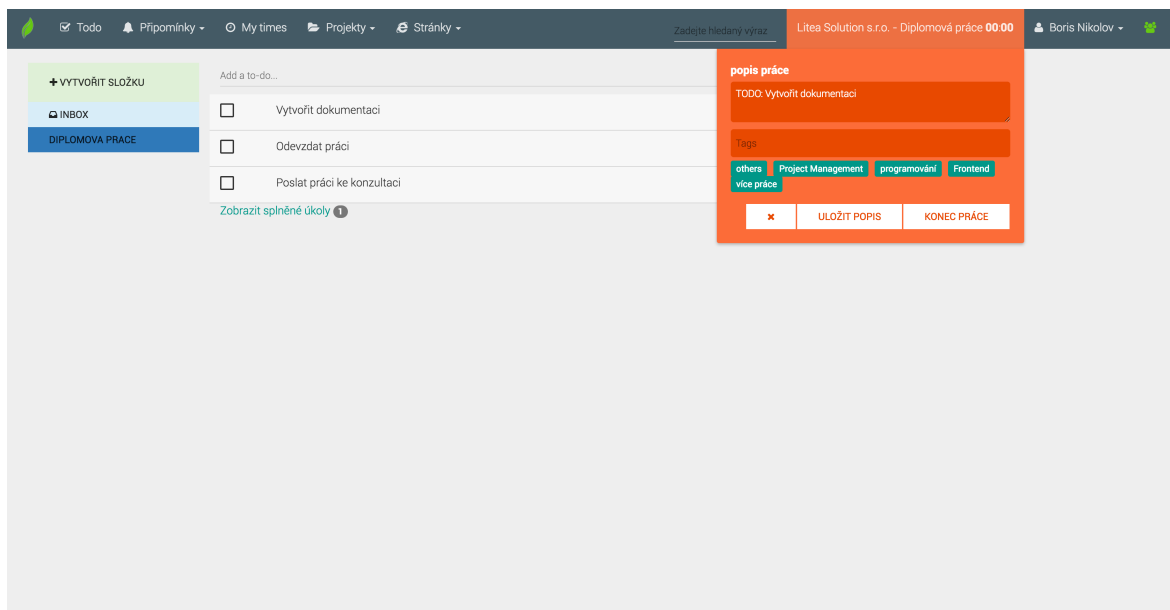 Todo Připomínky My times Projekty Stránky Zadejte hledaný výraz Litea Solution s.r.o. - Diplomová práce 00:00 Boris Nikolov
VYTVOŘIT SLOŽKU
INBOX
DIPLOMOVA PRACE
Add a to-do...
Vytvořit dokumentaci
Odevzdat práci
Poslat práci ke konzultaci
Zobrazit splněné úkoly 1
popis práce
TODO: Vytvořit dokumentaci
Tags
others Project Management programování Frontend
více práce
ULOŽIT POPIS KONEC PRÁCE